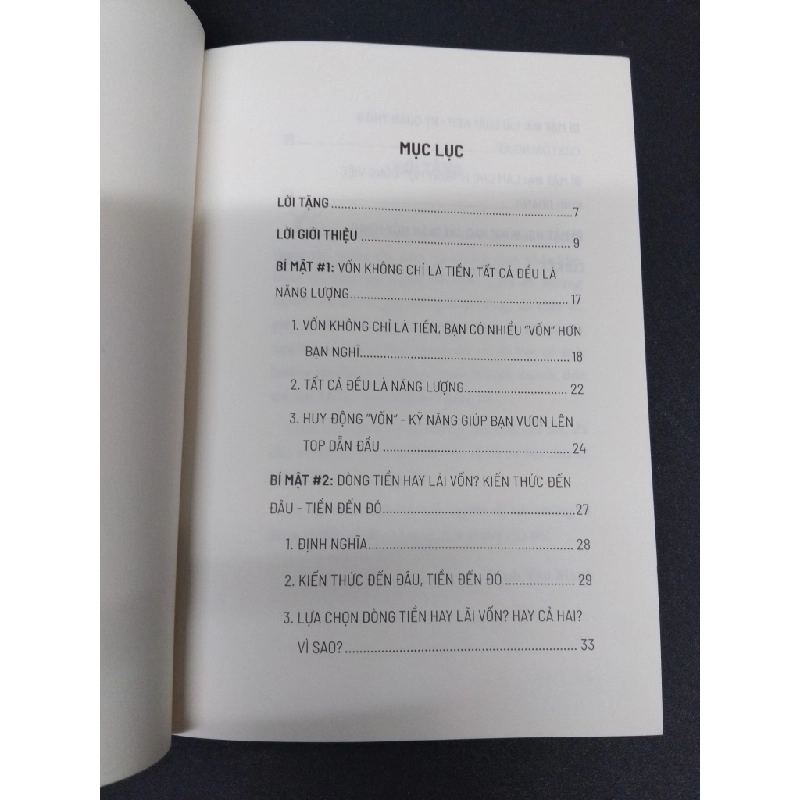 MỤC LỤC
LỜI TẶNG 7
LỜI GIỚI THIỆU 9
BÍ MẬT #1: VỐN KHÔNG CHỈ LÀ TIỀN, TẤT CẢ ĐỀU LÀ
NĂNG LƯỢNG 17
1. VỐN KHÔNG CHỈ LÀ TIỀN, BẠN CÓ NHIỀU "VỐN" HƠN
BẠN NGHĨ 18
2. TẤT CẢ ĐỀU LÀ NĂNG LƯỢNG 22
3. HUY ĐỘNG "VỐN" - KỸ NĂNG GIÚP BẠN VƯƠN LÊN
TOP DẪN ĐẦU 24
BÍ MẬT #2: DÒNG TIỀN HAY LÃI VỐN? KIẾN THỨC ĐẾN
ĐÂU - TIỀN ĐẾN ĐÓ 27
1. ĐỊNH NGHĨA 28
2. KIẾN THỨC ĐẾN ĐÂU, TIỀN ĐẾN ĐÓ 29
3. LỰA CHỌN DÒNG TIỀN HAY LÃI VỐN? HAY CẢ HAI?
VÌ SAO? 33